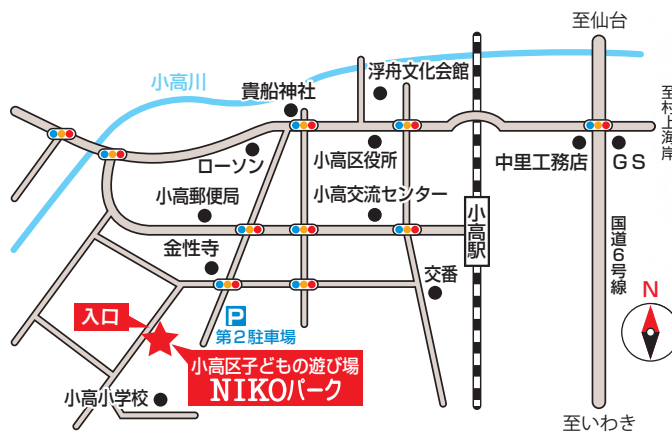 至仙台
浮舟文化会館
小高川
貴船神社
至村上海岸
ローソン
小高区役所
中里工務店
GS
小高郵便局
小高交流センター
小高駅
国道6号線
金性寺
交番
N
入口
P
第2駐車場
小高区子どもの遊び場
NIKOパーク
小高小学校
至いわき